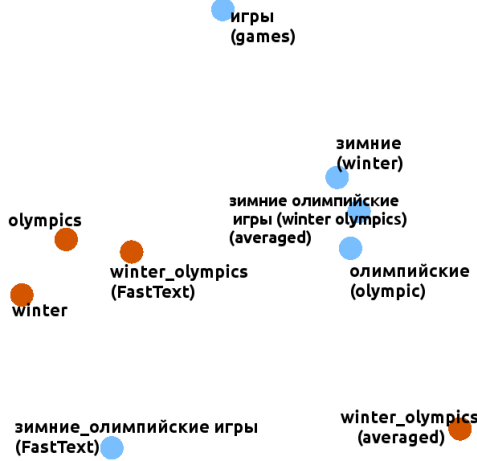 игры
(games)
зимние
(winter)
зимние олимпийские
игры (winter olympics)
(averaged)
olympics
winter_olympics
(FastText)
олимпийские
(olympic)
winter
зимние_олимпийские игры
(FastText)
winter_olympics
(averaged)